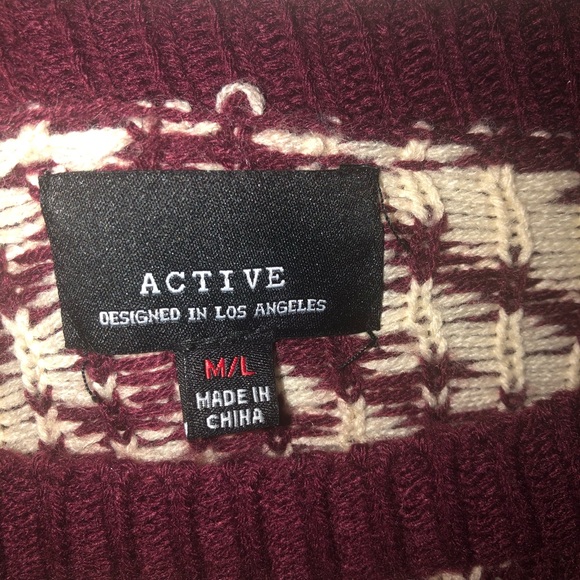 ACTIVE
DESIGNED IN LOS ANGELES
M/L
MADE IN
CHINA